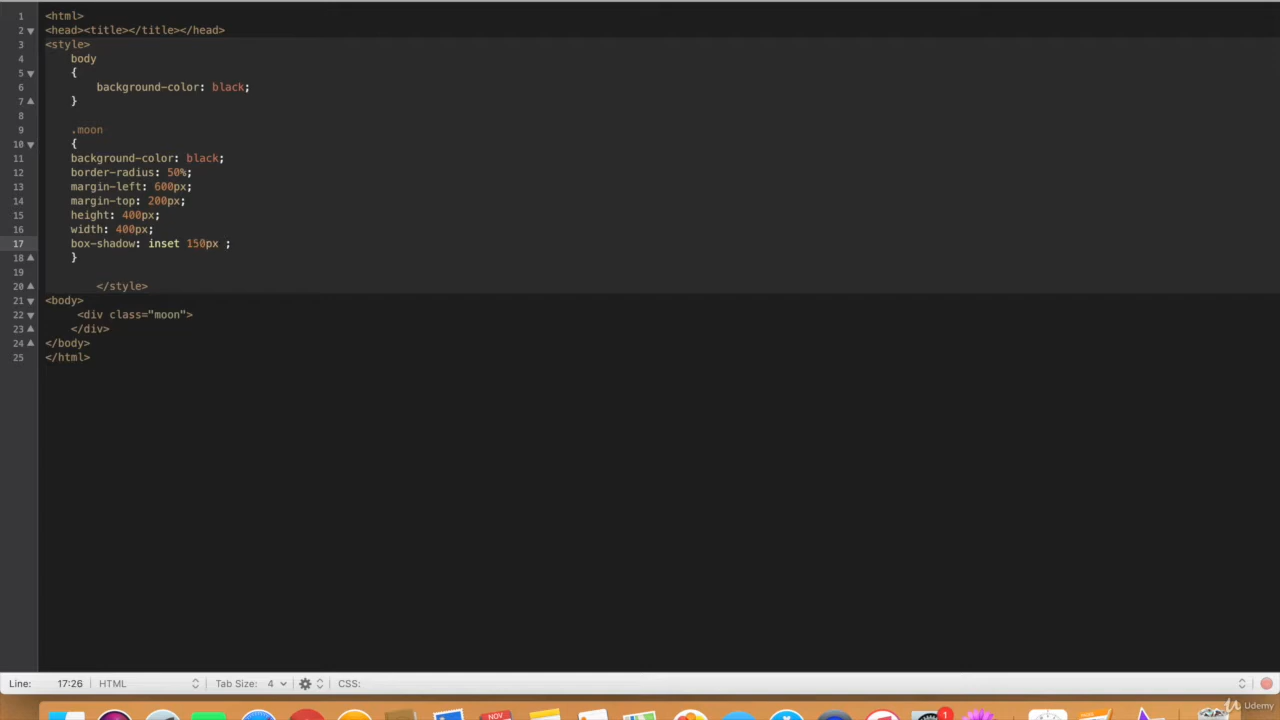 1 <html>
2 <head><title></title></head>
3 <style>
4 body
5 {
6 background-color: black;
7 }
8
9 .moon
10 {
11 background-color: black;
12 border-radius: 50%;
13 margin-left: 600px;
14 margin-top: 200px;
15 height: 400px;
16 width: 400px;
17 box-shadow: inset 150px ;
18 }
19
20 </style>
21 <body>
22 <div class="moon">
23 </div>
24 </body>
25 </html>
Line: 17:26 HTML Tab Size: 4 CSS:
NOV
1
Udemy